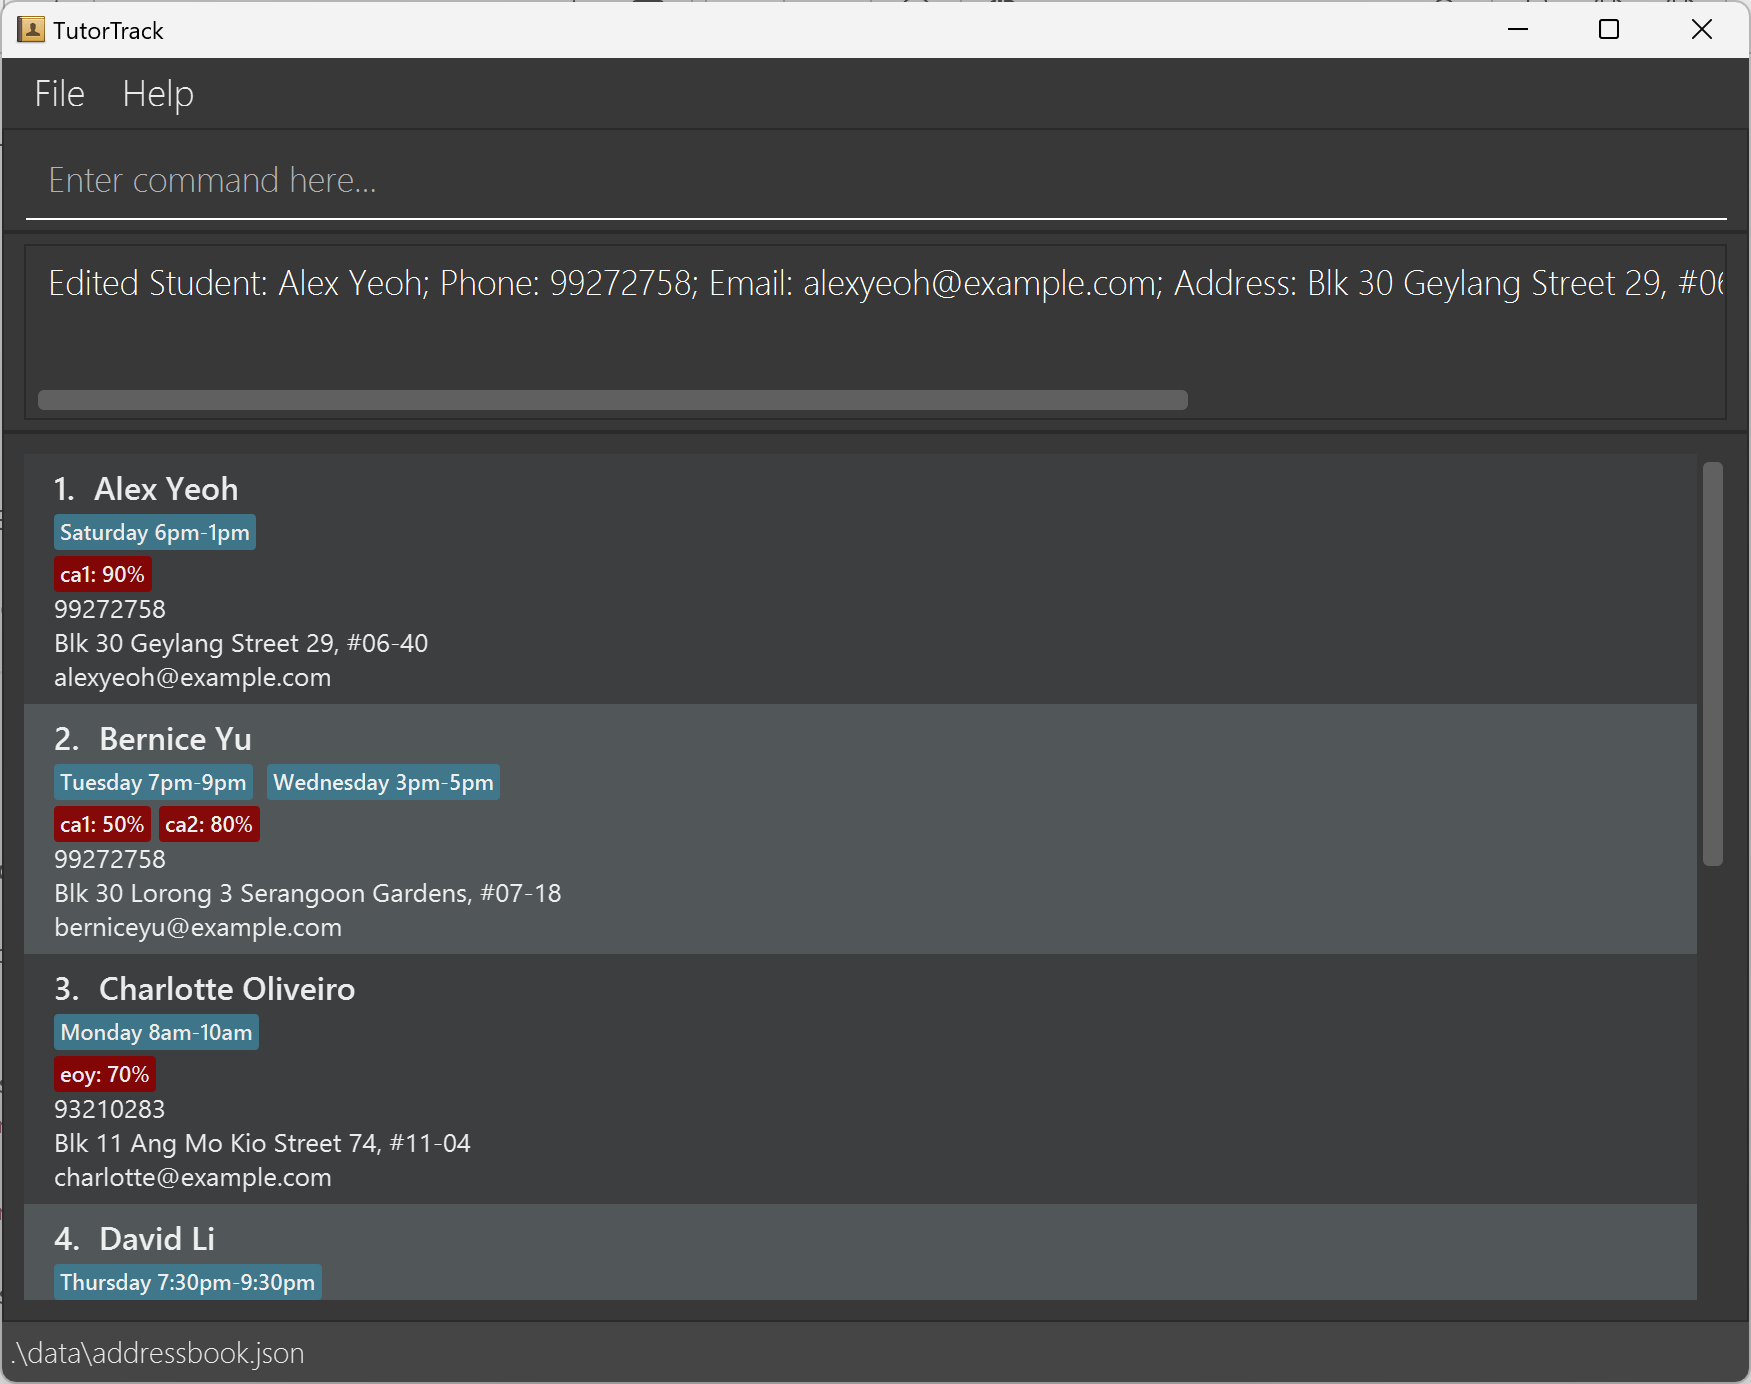 TutorTrack
File Help
Enter command here...
Edited Student: Alex Yeoh; Phone: 99272758; Email: alexyeoh@example.com; Address: Blk 30 Geylang Street 29, #06
1. Alex Yeoh
Saturday 6pm-1pm
ca1: 90%
99272758
Blk 30 Geylang Street 29, #06-40
alexyeoh@example.com
2. Bernice Yu
Tuesday 7pm-9pm Wednesday 3pm-5pm
ca1: 50% ca2: 80%
99272758
Blk 30 Lorong 3 Serangoon Gardens, #07-18
berniceyu@example.com
3. Charlotte Oliveiro
Monday 8am-10am
eoy: 70%
93210283
Blk 11 Ang Mo Kio Street 74, #11-04
charlotte@example.com
4. David Li
Thursday 7:30pm-9:30pm
.\data\addressbook.json